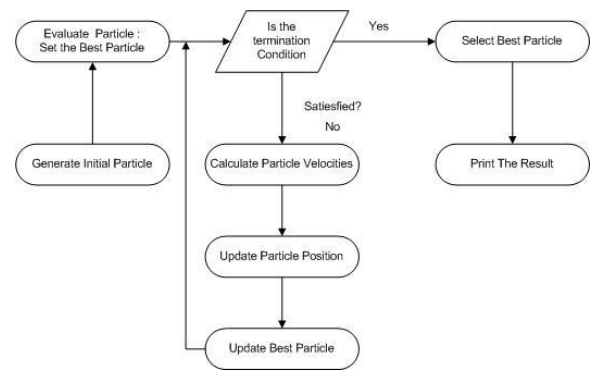 Evaluate Particle :
Set the Best Particle
Is the
termination
Condition
Yes
Select Best Particle
Satiesfied?
No
Generate Initial Particle
Calculate Particle Velocities
Print The Result
Update Particle Position
Update Best Particle